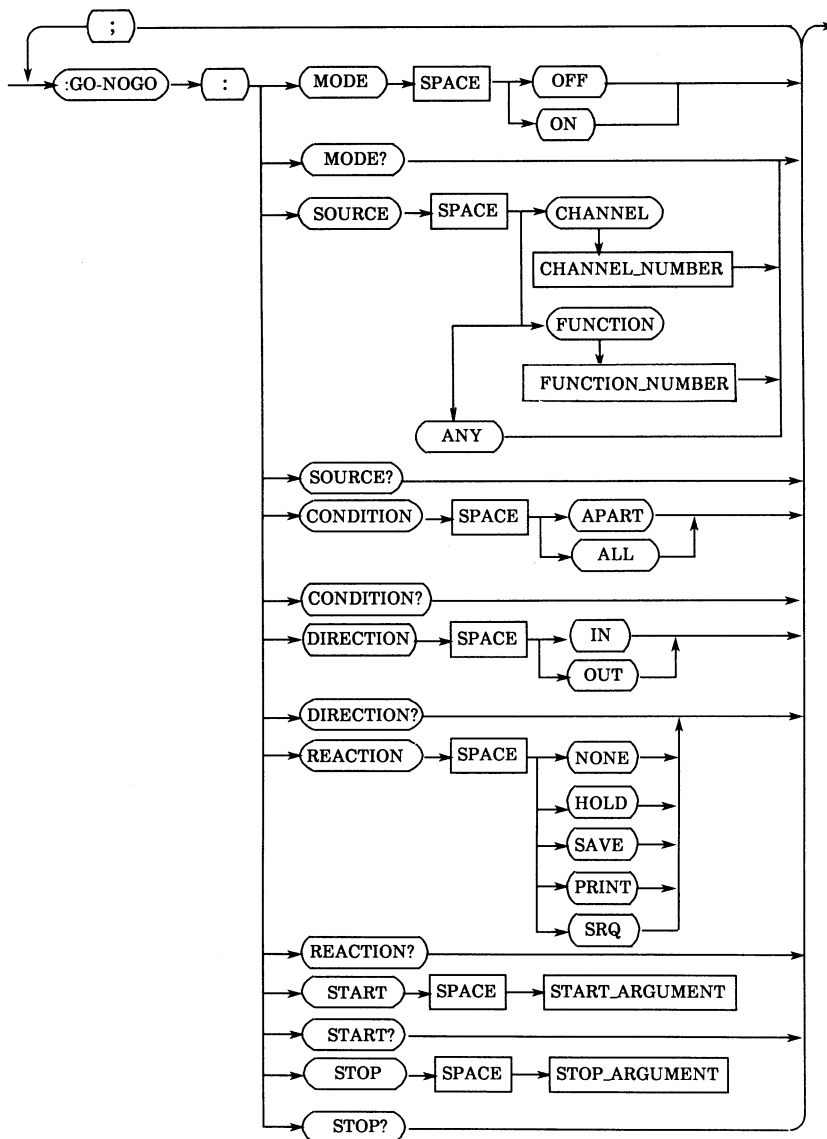 ;
:GO-NOGO : MODE SPACE OFF
ON
MODE?
SOURCE SPACE CHANNEL
CHANNEL_NUMBER
FUNCTION
FUNCTION_NUMBER
ANY
SOURCE?
CONDITION SPACE APART
ALL
CONDITION?
DIRECTION SPACE IN
OUT
DIRECTION?
REACTION SPACE NONE
HOLD
SAVE
PRINT
SRQ
REACTION?
START SPACE START_ARGUMENT
START?
STOP SPACE STOP_ARGUMENT
STOP?